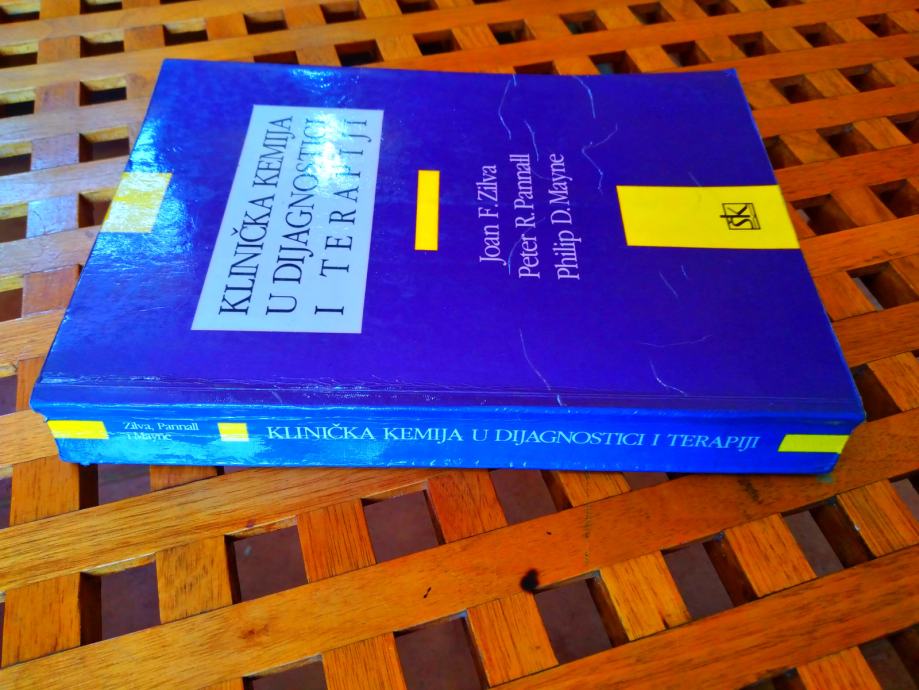 KLINIČKA KEMIJA
U DIJAGNOSTICI
I TERAPIJI
Joan F. Zilva
Peter R. Pannall
Philip D. Mayne
šk
Zilva, Pannall
i Mayne
KLINIČKA KEMIJA U DIJAGNOSTICI I TERAPIJI